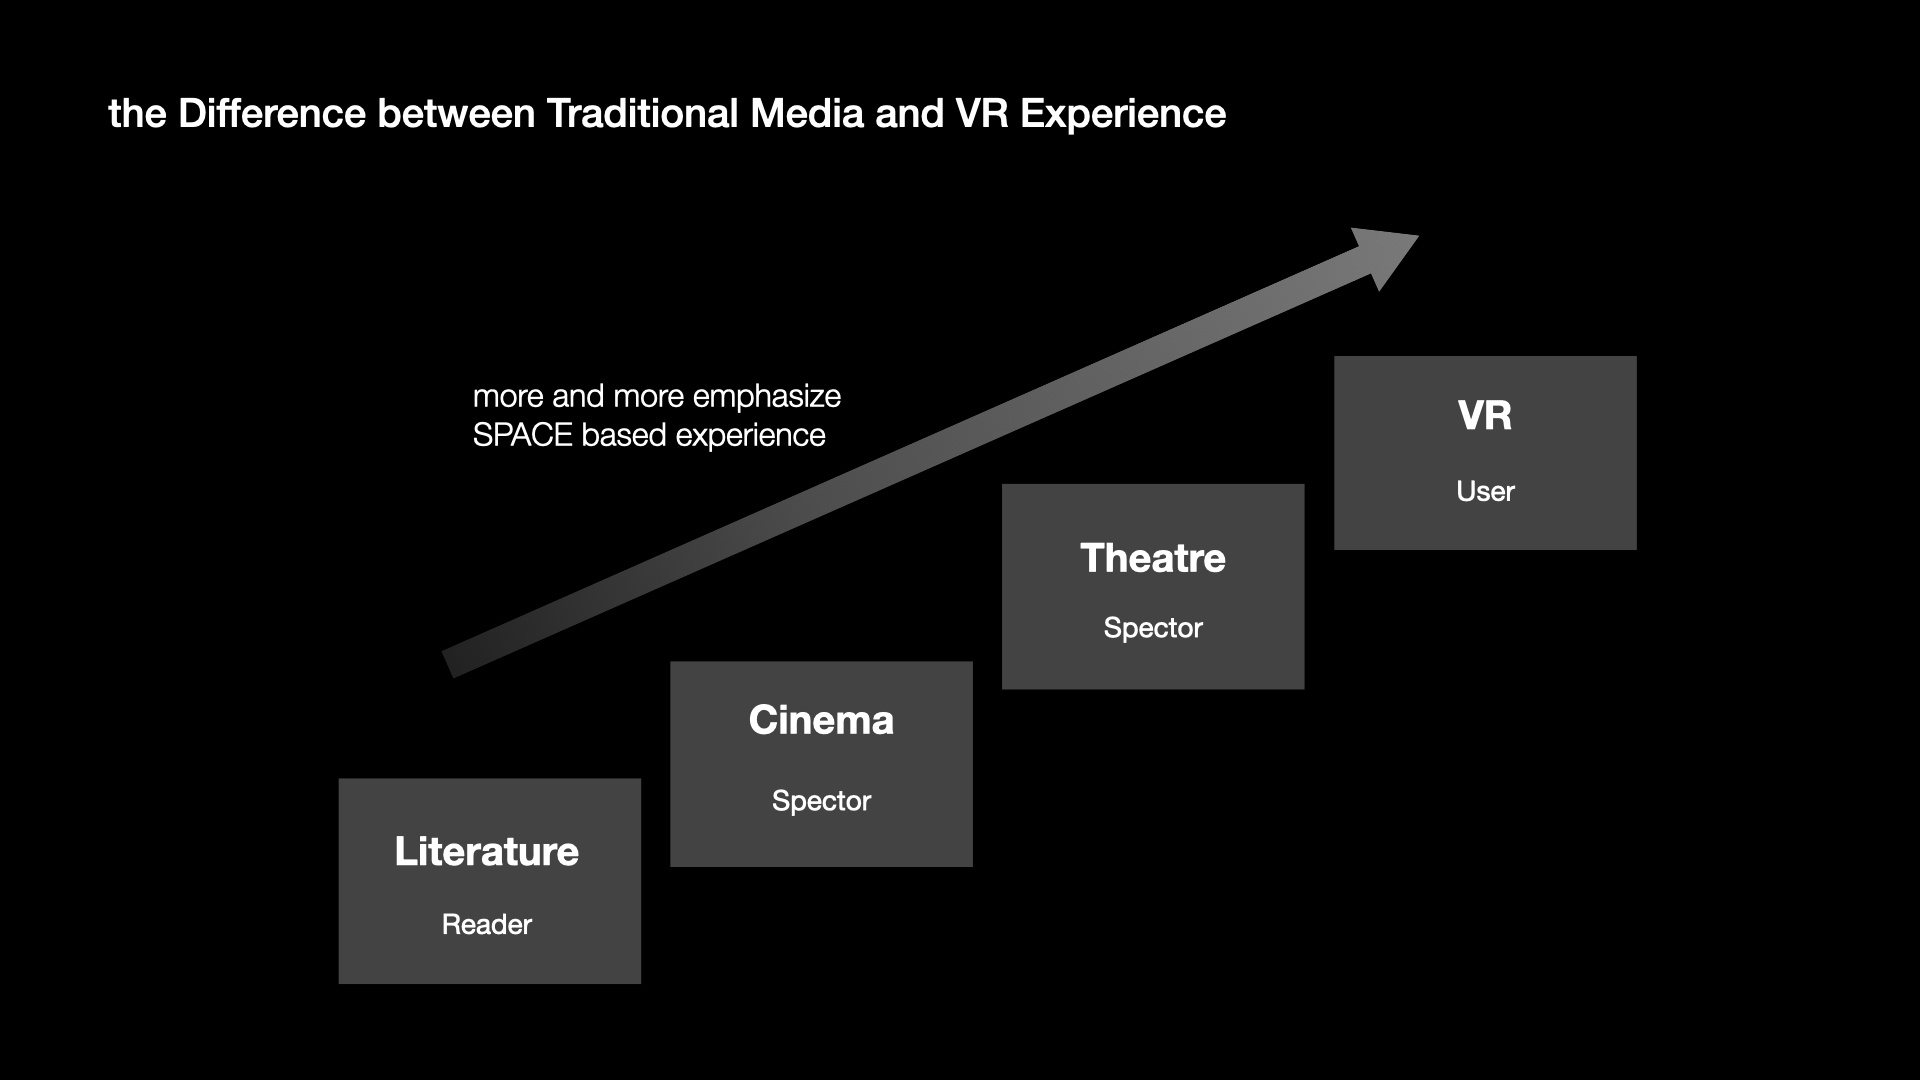 the Difference between Traditional Media and VR Experience
more and more emphasize
SPACE based experience
VR
User
Theatre
Spector
Cinema
Spector
Literature
Reader